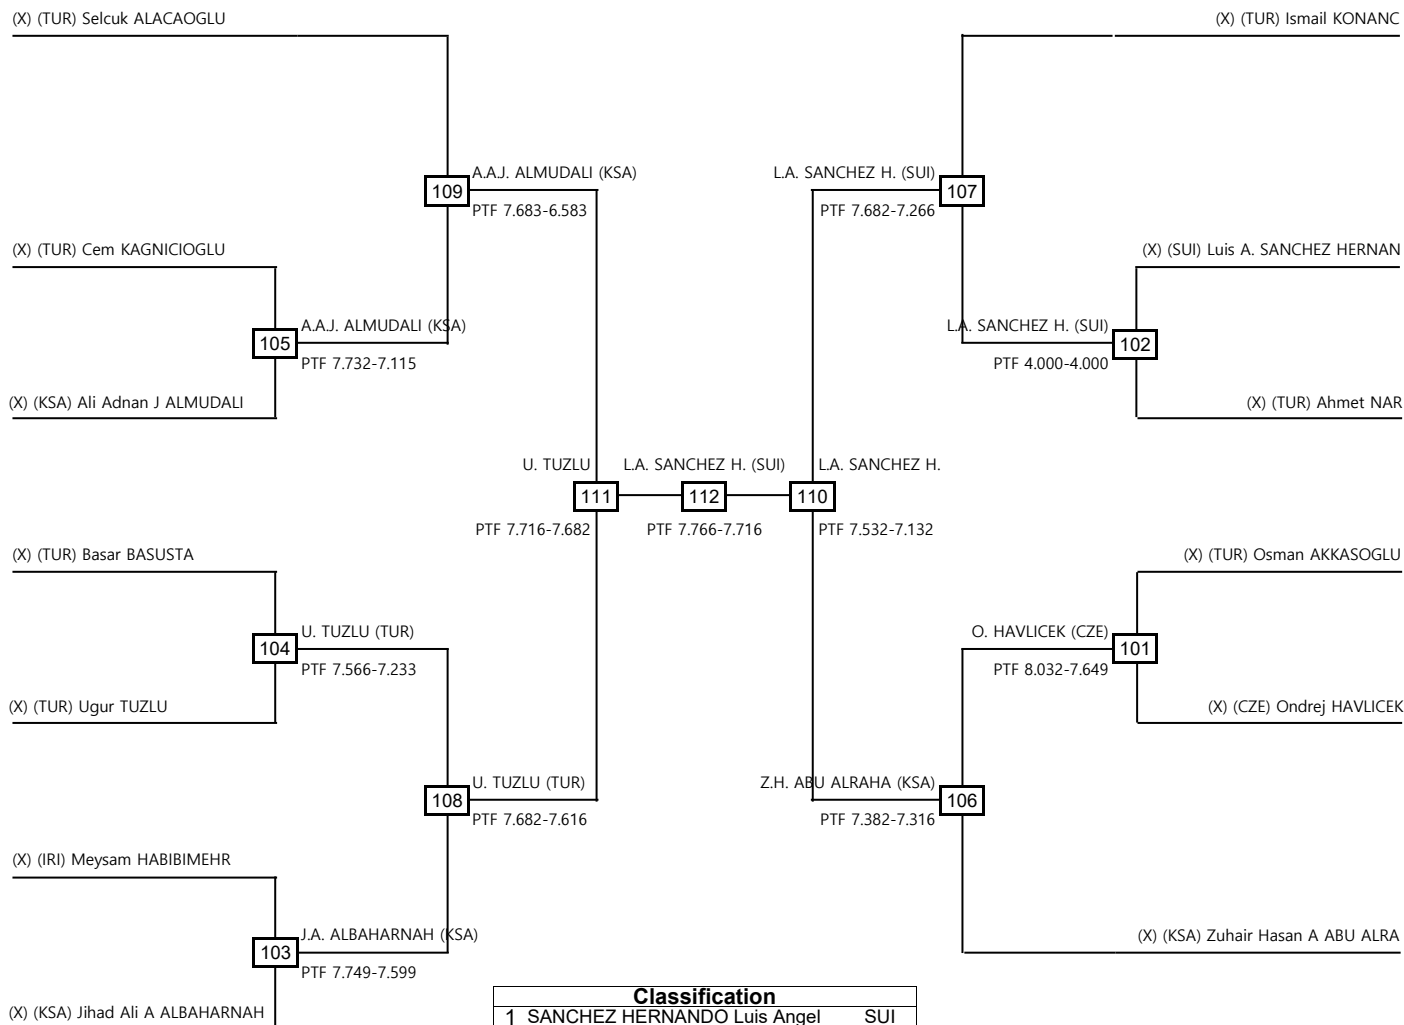 (X) (TUR) Selcuk ALACAOGLU
(X) (TUR) Ismail KONANC
A.A.J. ALMUDALI (KSA)
109
PTF 7.683-6.583
L.A. SANCHEZ H. (SUI)
107
PTF 7.682-7.266
(X) (TUR) Cem KAGNICIOGLU
(X) (SUI) Luis A. SANCHEZ HERNAN
A.A.J. ALMUDALI (KSA)
105
PTF 7.732-7.115
L.A. SANCHEZ H. (SUI)
102
PTF 4.000-4.000
(X) (KSA) Ali Adnan J ALMUDALI
(X) (TUR) Ahmet NAR
U. TUZLU
L.A. SANCHEZ H. (SUI)
L.A. SANCHEZ H.
111
112
110
PTF 7.716-7.682
PTF 7.766-7.716
PTF 7.532-7.132
(X) (TUR) Basar BASUSTA
(X) (TUR) Osman AKKASOGLU
U. TUZLU (TUR)
104
PTF 7.566-7.233
O. HAVLICEK (CZE)
101
PTF 8.032-7.649
(X) (TUR) Ugur TUZLU
(X) (CZE) Ondrej HAVLICEK
U. TUZLU (TUR)
108
PTF 7.682-7.616
Z.H. ABU ALRAHA (KSA)
106
PTF 7.382-7.316
(X) (IRI) Meysam HABIBIMEHR
J.A. ALBAHARNAH (KSA)
103
PTF 7.749-7.599
(X) (KSA) Zuhair Hasan A ABU ALRA
(X) (KSA) Jihad Ali A ALBAHARNAH
Classification
1 SANCHEZ HERNANDO Luis Angel SUI